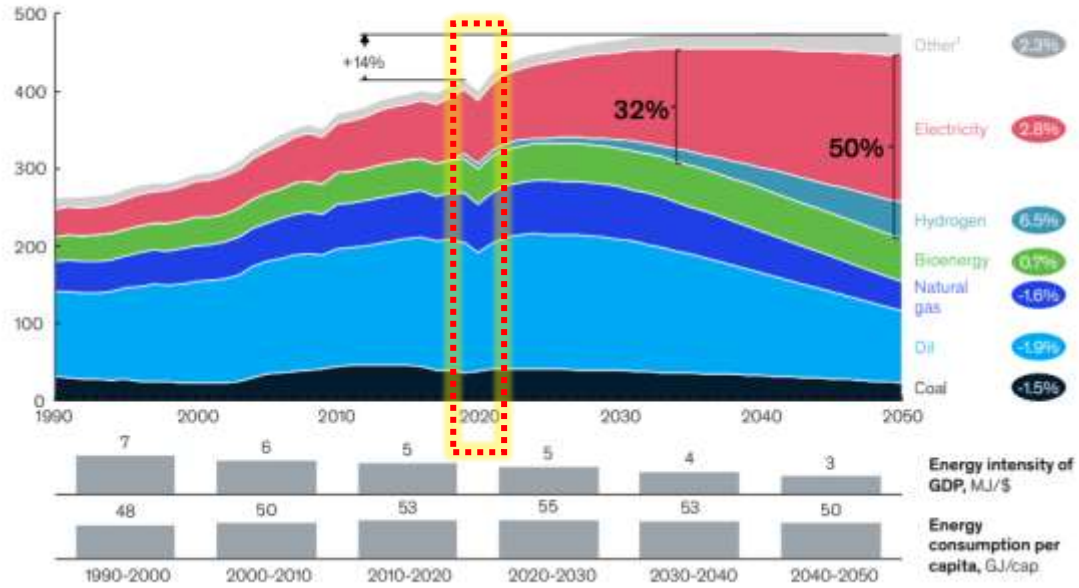 500
400
300
200
100
0
+14%
32%
50%
Other¹ 2.3%
Electricity 2.8%
Hydrogen 6.5%
Bioenergy 0.7%
Natural
gas -1.6%
Oil -1.9%
Coal -1.5%
1990 2000 2010 2020 2030 2040 2050
7 6 5 5 4 3
Energy intensity of
GDP, MJ/$
48 50 53 55 53 50
Energy
consumption per
capita, GJ/cap
1990-2000 2000-2010 2010-2020 2020-2030 2030-2040 2040-2050